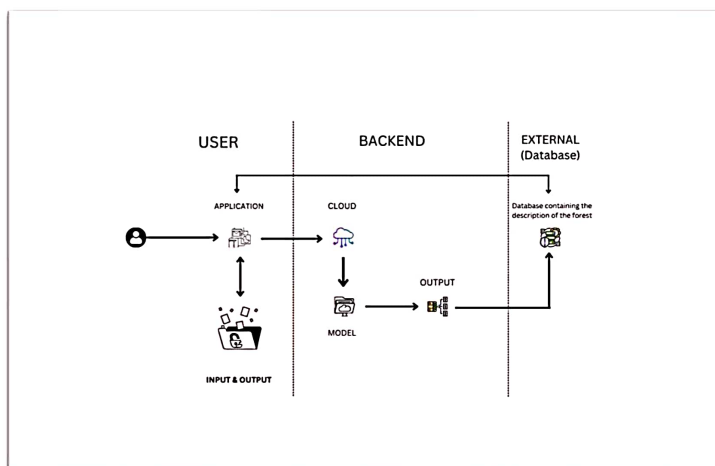 USER
BACKEND
EXTERNAL
(Database)
APPLICATION
CLOUD
Database containing the
description of the forest
OUTPUT
MODEL
INPUT & OUTPUT